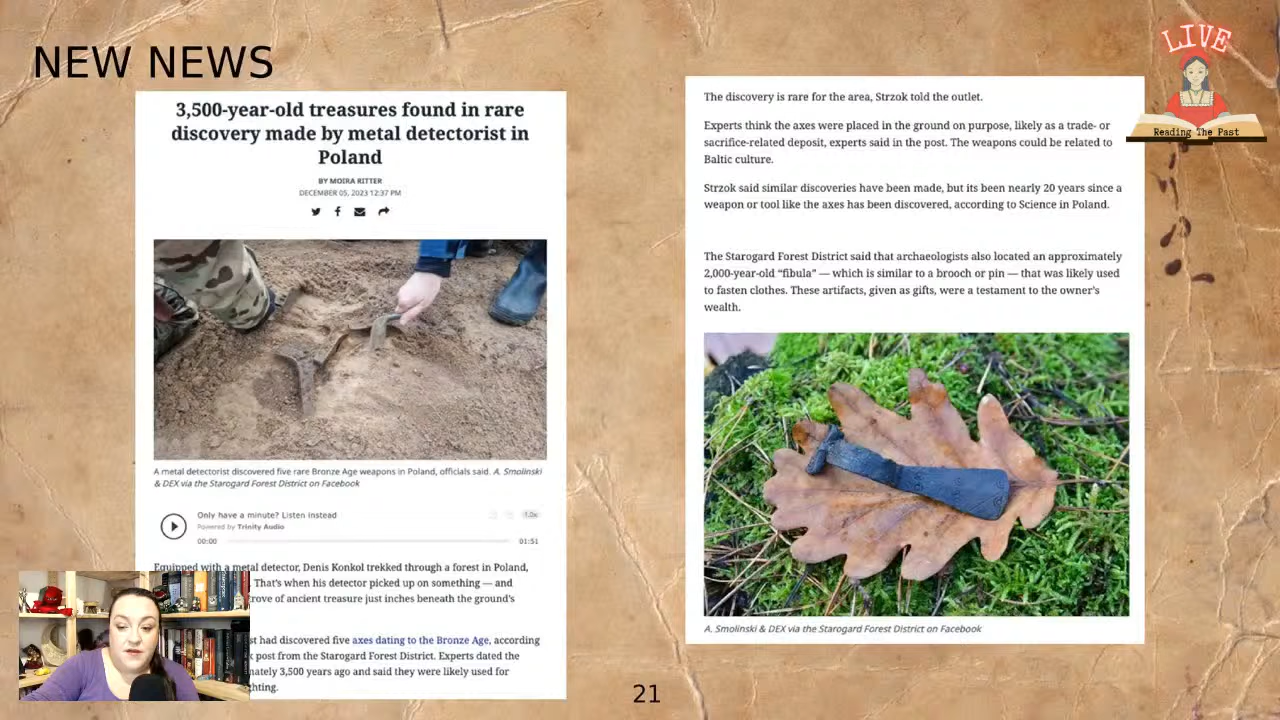 NEW NEWS
LIVE
Reading The Past
3,500-year-old treasures found in rare
discovery made by metal detectorist in
Poland
BY MOIRA RITTER
DECEMBER 05, 2023 12:37 PM
A metal detectorist discovered five rare Bronze Age weapons in Poland, officials said. A. Smolinski
& DEX via the Starogard Forest District on Facebook
Only have a minute? Listen instead
Powered by Trinity Audio
1.0x
00:00
01:51
Equipped with a metal detector, Denis Konkol trekked through a forest in Poland,
That's when his detector picked up on something — and
rove of ancient treasure just inches beneath the ground's
st had discovered five axes dating to the Bronze Age, according
post from the Starogard Forest District. Experts dated the
nately 3,500 years ago and said they were likely used for
hting.
The discovery is rare for the area, Strzok told the outlet.
Experts think the axes were placed in the ground on purpose, likely as a trade- or
sacrifice-related deposit, experts said in the post. The weapons could be related to
Baltic culture.
Strzok said similar discoveries have been made, but its been nearly 20 years since a
weapon or tool like the axes has been discovered, according to Science in Poland.
The Starogard Forest District said that archaeologists also located an approximately
2,000-year-old “fibula” — which is similar to a brooch or pin — that was likely used
to fasten clothes. These artifacts, given as gifts, were a testament to the owner's
wealth.
A. Smolinski & DEX via the Starogard Forest District on Facebook
21